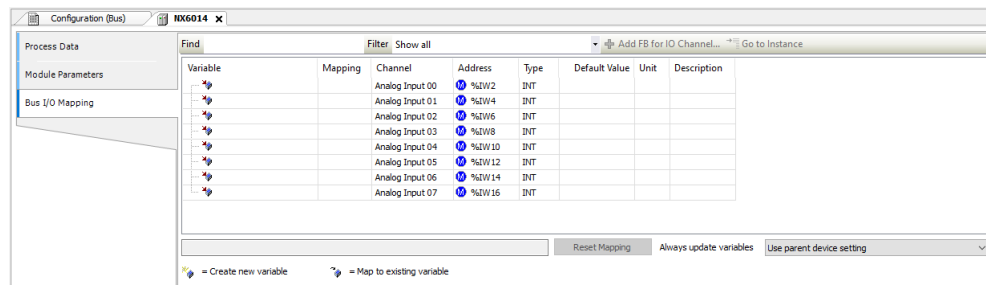 Configuration (Bus) NX6014 X
Process Data
Module Parameters
Bus I/O Mapping
Find Filter Show all Add FB for IO Channel... Go to Instance
Variable Mapping Channel Address Type Default Value Unit Description
Analog Input 00 %IW2 INT
Analog Input 01 %IW4 INT
Analog Input 02 %IW6 INT
Analog Input 03 %IW8 INT
Analog Input 04 %IW10 INT
Analog Input 05 %IW12 INT
Analog Input 06 %IW14 INT
Analog Input 07 %IW16 INT
Reset Mapping Always update variables Use parent device setting
= Create new variable = Map to existing variable